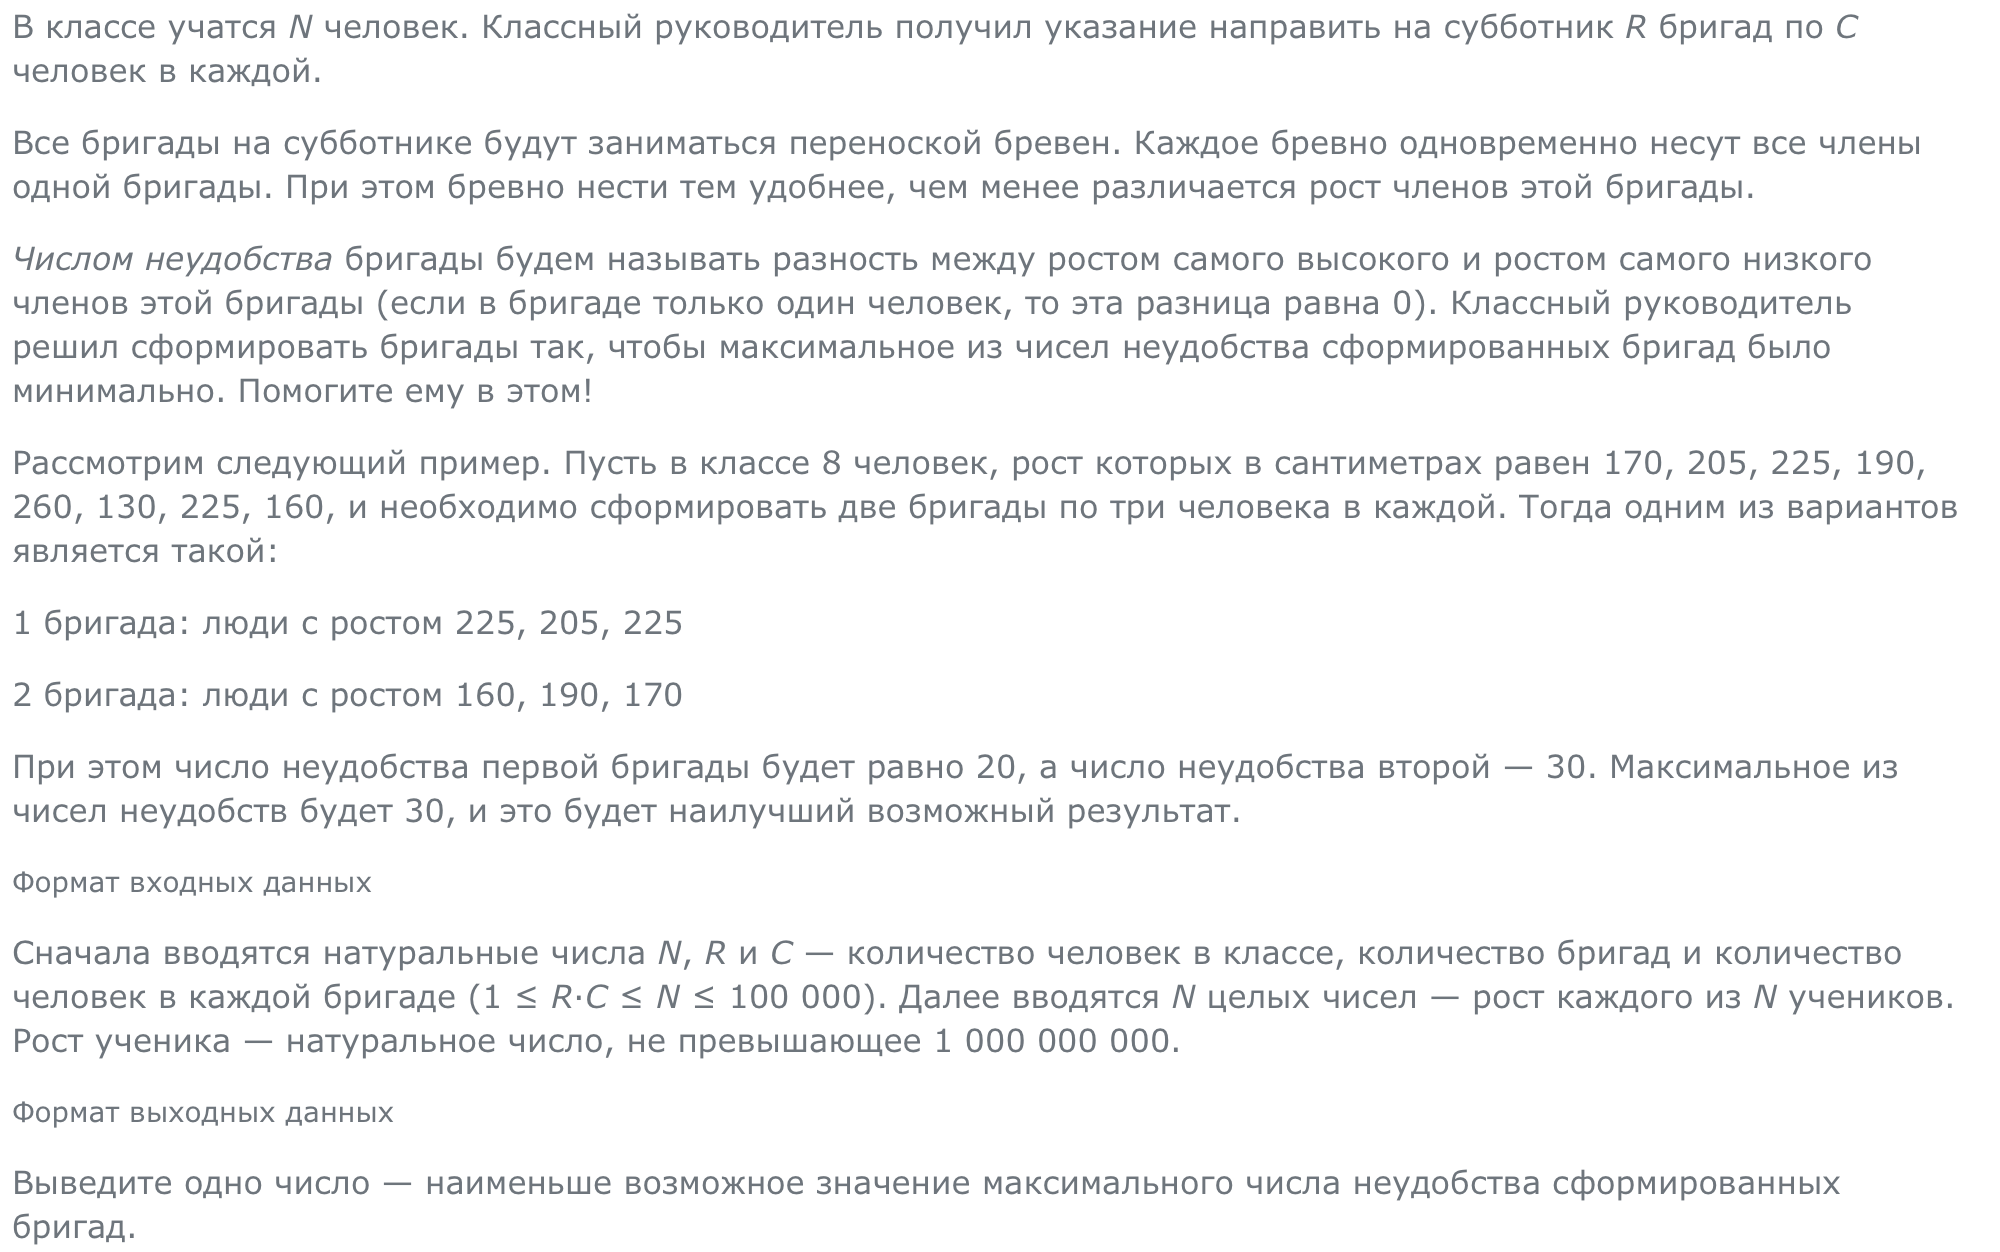 В классе учатся N человек. Классный руководитель получил указание направить на субботник R бригад по C
человек в каждой.
Все бригады на субботнике будут заниматься переноской бревен. Каждое бревно одновременно несут все члены
одной бригады. При этом бревно нести тем удобнее, чем менее различается рост членов этой бригады.
Числом неудобства бригады будем называть разность между ростом самого высокого и ростом самого низкого
членов этой бригады (если в бригаде только один человек, то эта разница равна 0). Классный руководитель
решил сформировать бригады так, чтобы максимальное из чисел неудобства сформированных бригад было
минимально. Помогите ему в этом!
Рассмотрим следующий пример. Пусть в классе 8 человек, рост которых в сантиметрах равен 170, 205, 225, 190,
260, 130, 225, 160, и необходимо сформировать две бригады по три человека в каждой. Тогда одним из вариантов
является такой:
1 бригада: люди с ростом 225, 205, 225
2 бригада: люди с ростом 160, 190, 170
При этом число неудобства первой бригады будет равно 20, а число неудобства второй — 30. Максимальное из
чисел неудобств будет 30, и это будет наилучший возможный результат.
Формат входных данных
Сначала вводятся натуральные числа N, R и C — количество человек в классе, количество бригад и количество
человек в каждой бригаде (1 ≤ R·C ≤ N ≤ 100 000). Далее вводятся N целых чисел — рост каждого из N учеников.
Рост ученика — натуральное число, не превышающее 1 000 000 000.
Формат выходных данных
Выведите одно число — наименьше возможное значение максимального числа неудобства сформированных
бригад.